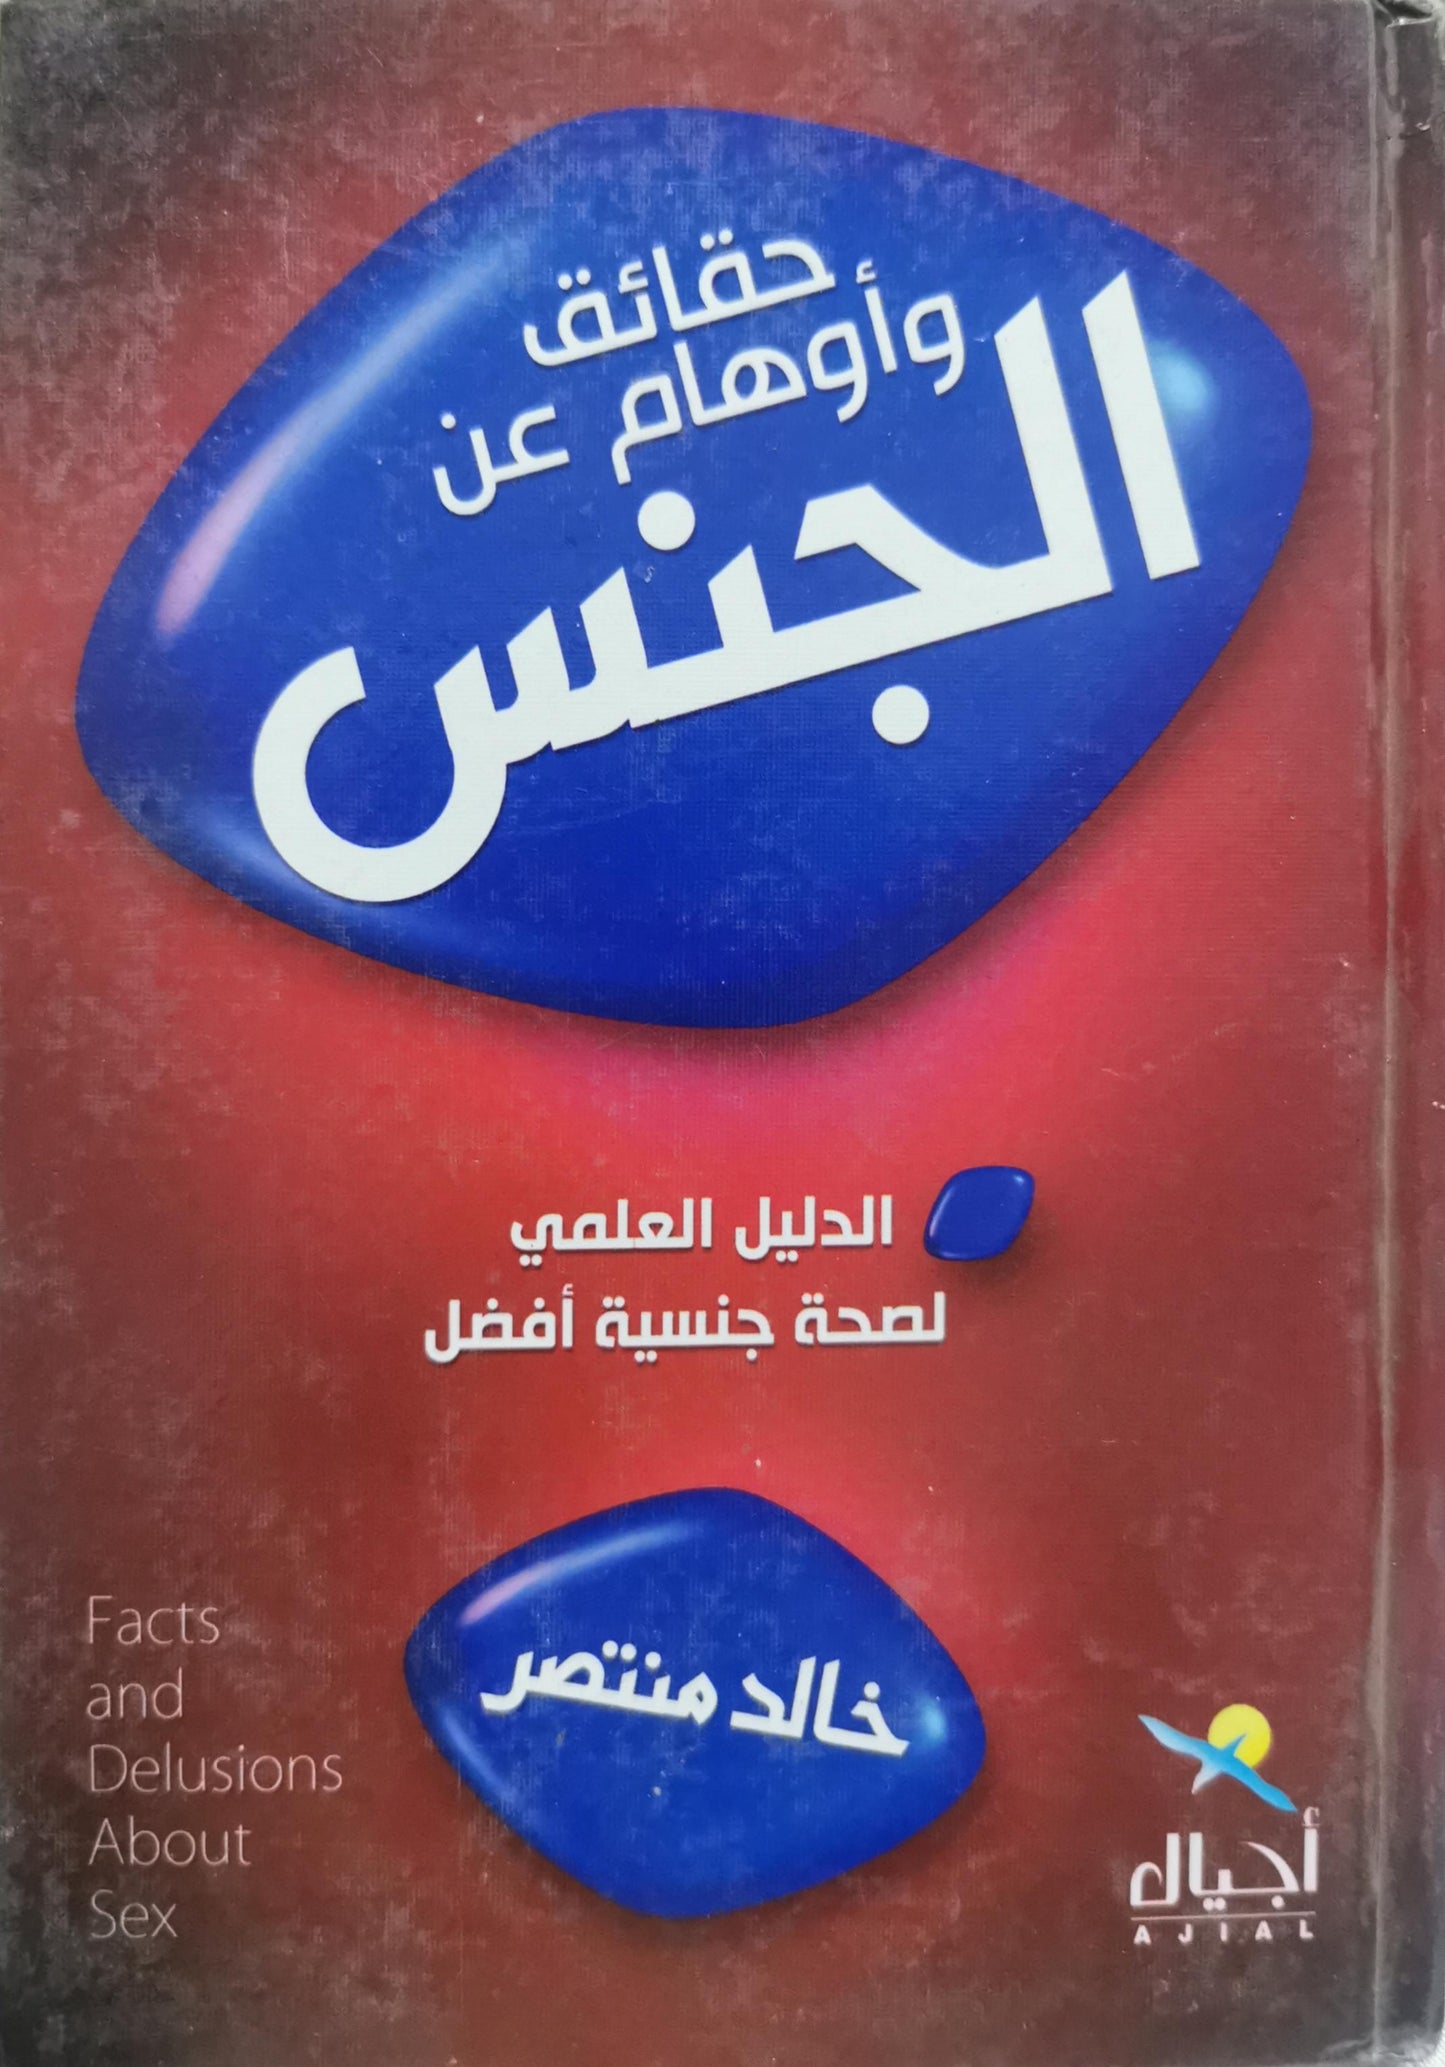 حقائق
وأوهام عن
الجنس
الدليل العلمي
لصحة جنسية أفضل
خالد منتصر
Facts
and
Delusions
About
Sex
أجيال
AJIAL